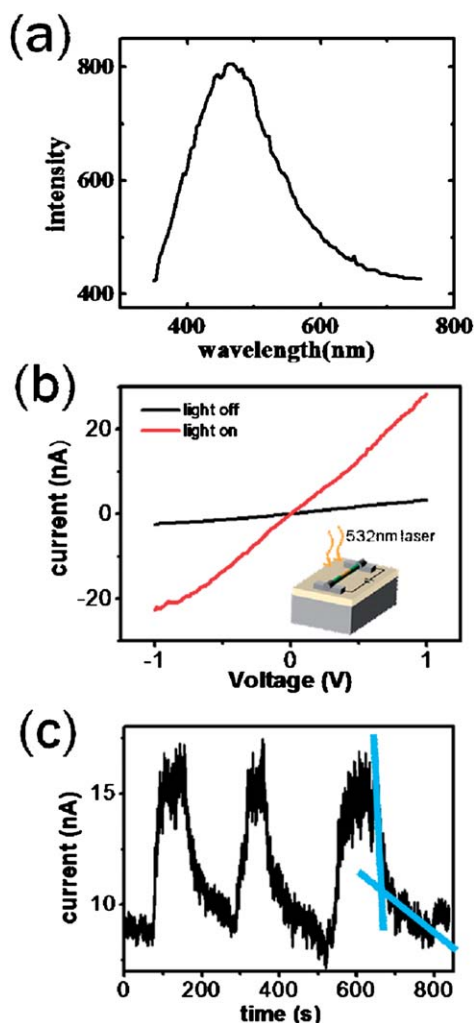 (a)
800
600
400
intensity
400
600
800
wavelength(nm)
(b)
light off
light on
20
0
-20
current (nA)
532nm laser
-1
0
1
Voltage (V)
(c)
15
10
current (nA)
0
200
400
600
800
time (s)